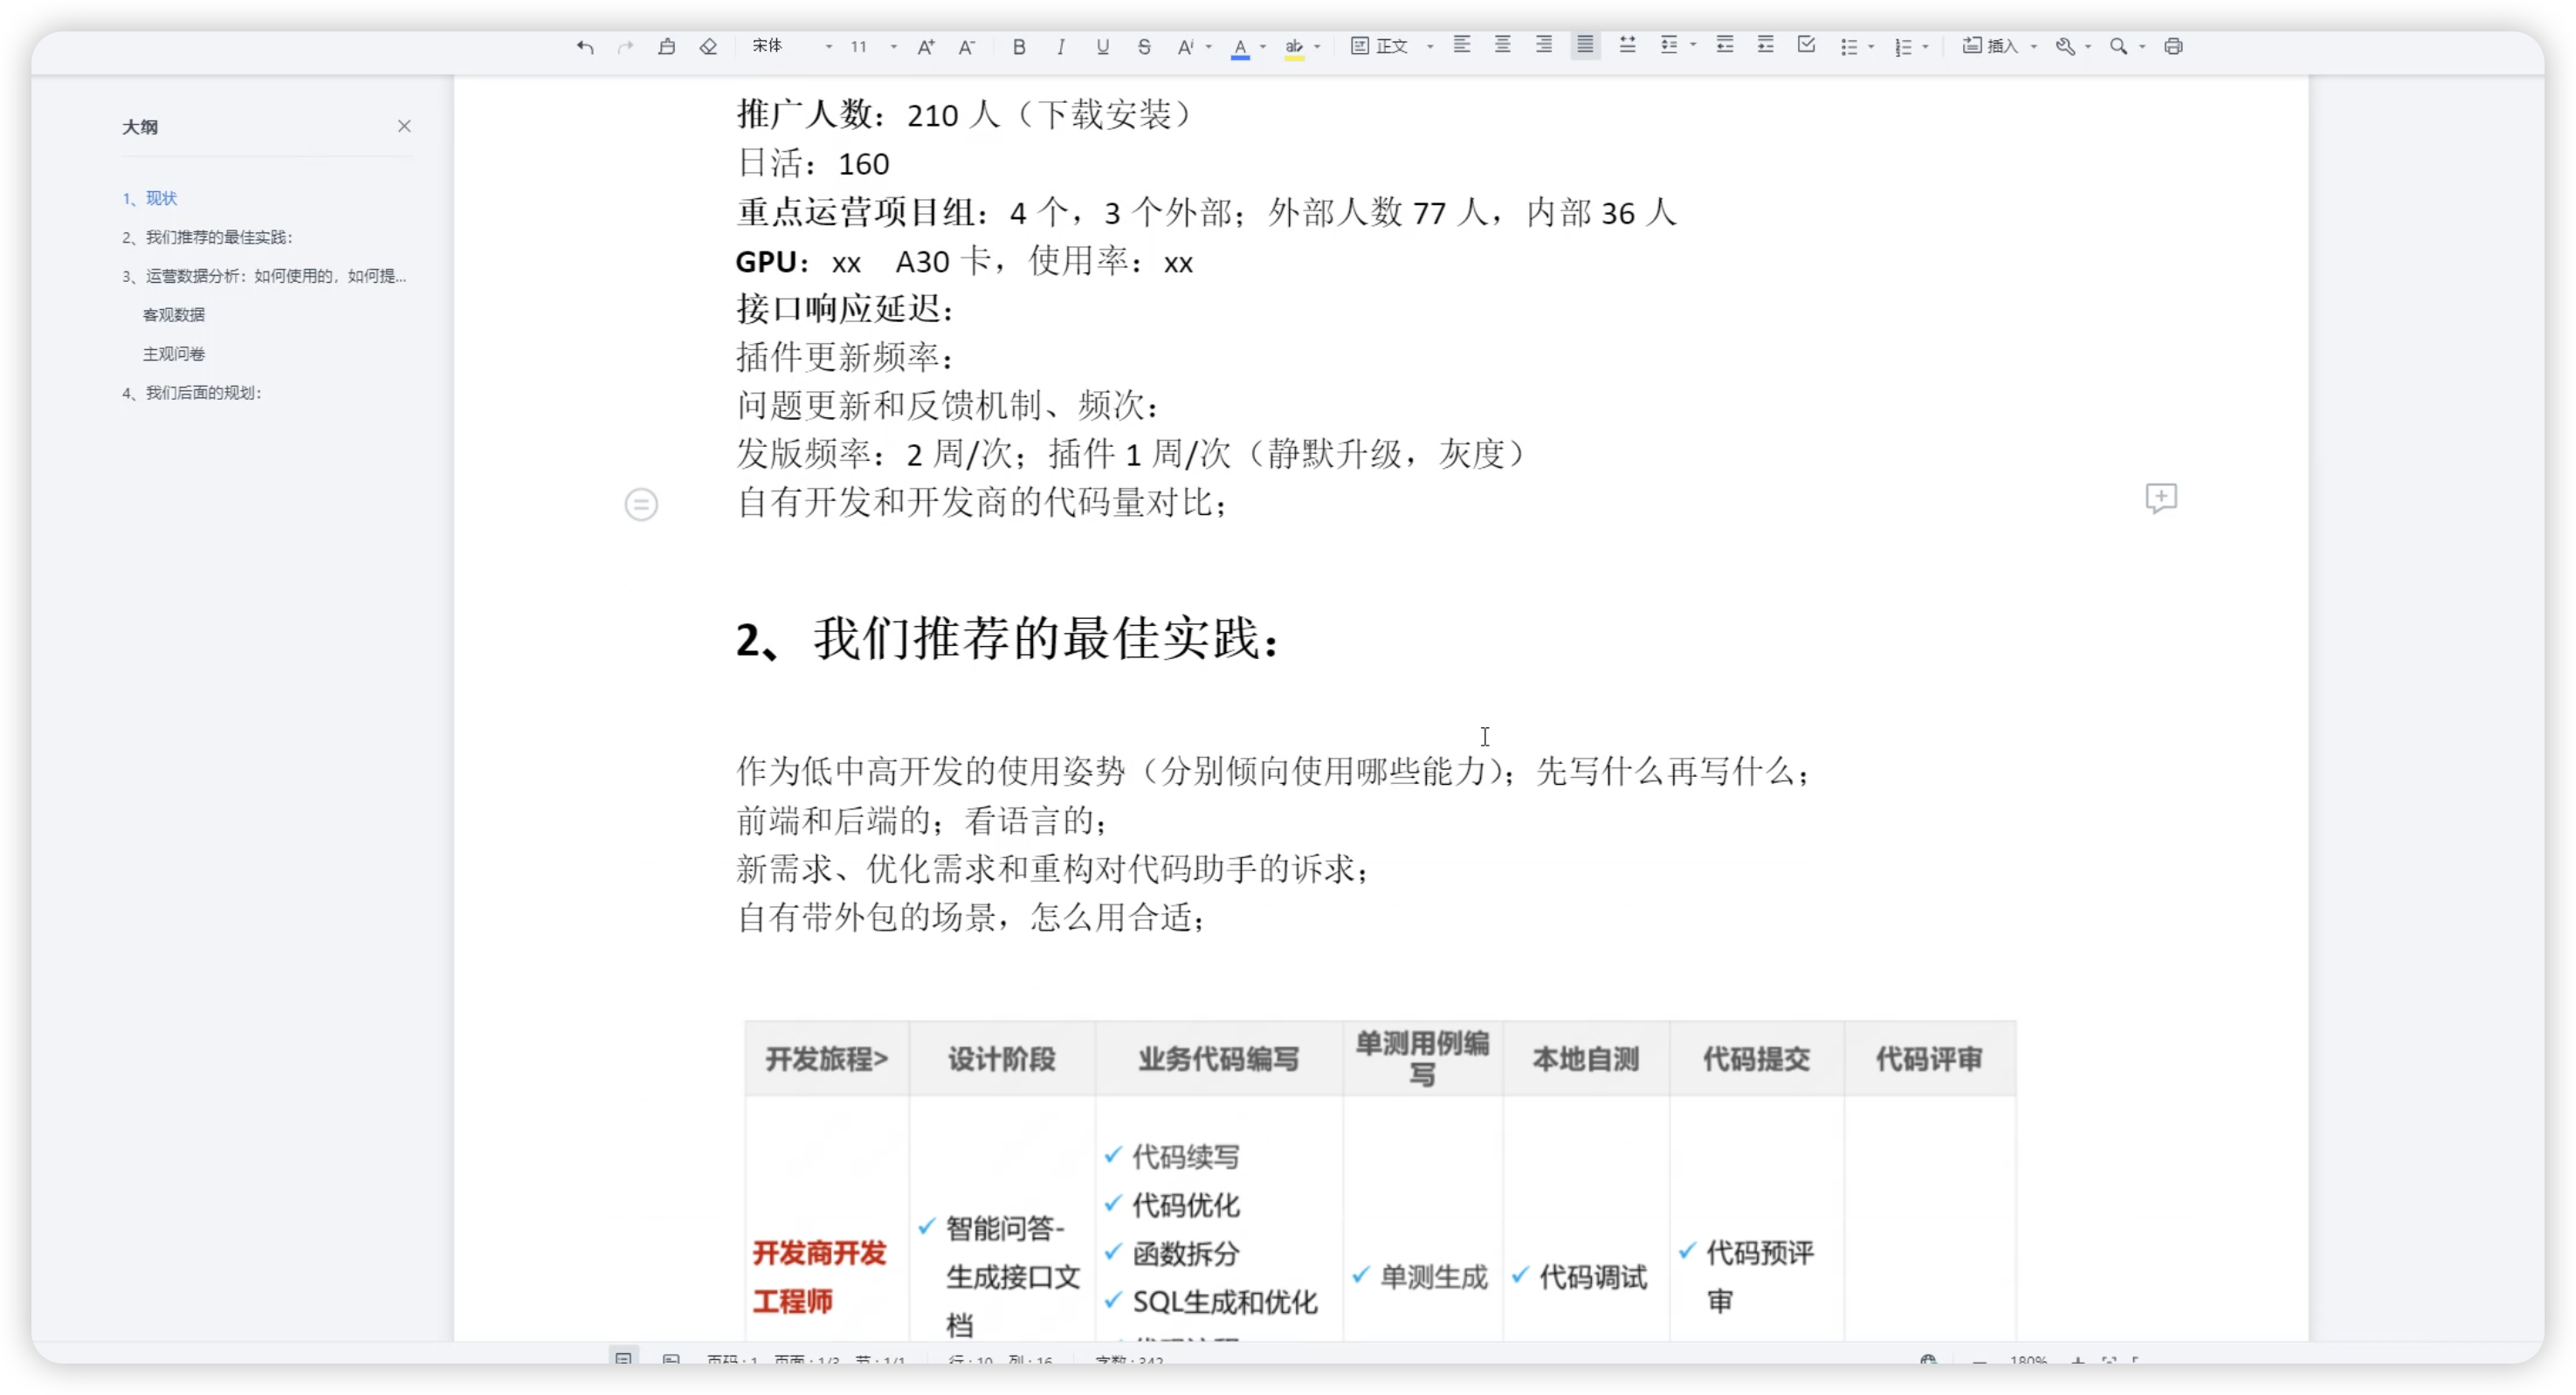 宋体 11 A+ A- B I U S A A ab 正文 插入
大纲
1、现状
2、我们推荐的最佳实践：
3、运营数据分析：如何使用的，如何提...
客观数据
主观问卷
4、我们后面的规划：
推广人数：210 人（下载安装）
日活：160
重点运营项目组：4 个，3 个外部；外部人数 77 人，内部 36 人
GPU：xx A30 卡，使用率：xx
接口响应延迟：
插件更新频率：
问题更新和反馈机制、频次：
发版频率：2 周/次；插件 1 周/次（静默升级，灰度）
自有开发和开发商的代码量对比；
2、我们推荐的最佳实践：
作为低中高开发的使用姿势（分别倾向使用哪些能力）；先写什么再写什么；
前端和后端的；看语言的；
新需求、优化需求和重构对代码助手的诉求；
自有带外包的场景，怎么用合适；
开发旅程> 设计阶段 业务代码编写 单测用例编写 本地自测 代码提交 代码评审
开发商开发工程师
智能问答-生成接口文档
代码续写
代码优化
函数拆分
SQL生成和优化
单测生成
代码调试
代码预评审
页码：1 页面：1/3 节：1/1 行：10 列：16 字数：342 180%